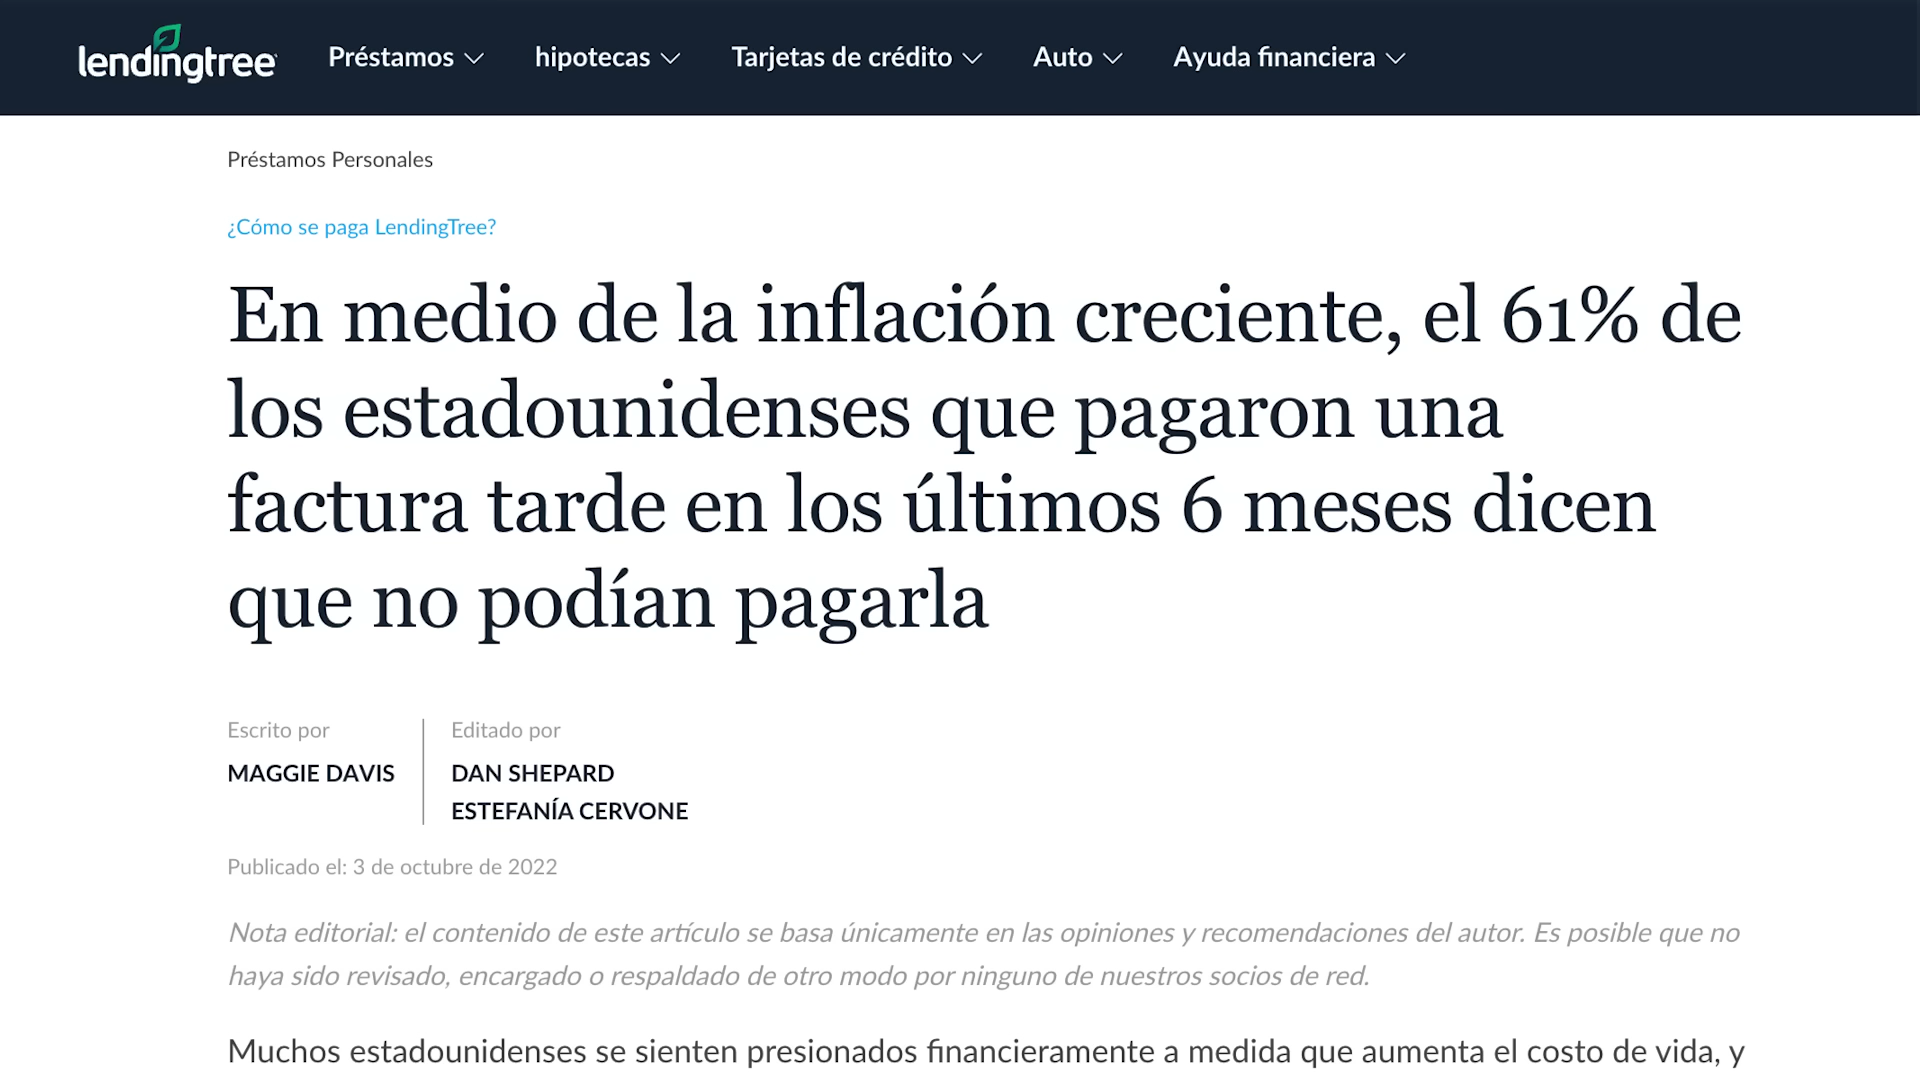 lendingtree
Préstamos
hipotecas
Tarjetas de crédito
Auto
Ayuda financiera
Préstamos Personales
¿Cómo se paga LendingTree?
En medio de la inflación creciente, el 61% de
los estadounidenses que pagaron una
factura tarde en los últimos 6 meses dicen
que no podían pagarla
Escrito por
MAGGIE DAVIS
Editado por
DAN SHEPARD
ESTEFANÍA CERVONE
Publicado el: 3 de octubre de 2022
Nota editorial: el contenido de este artículo se basa únicamente en las opiniones y recomendaciones del autor. Es posible que no
haya sido revisado, encargado o respaldado de otro modo por ninguno de nuestros socios de red.
Muchos estadounidenses se sienten presionados financieramente a medida que aumenta el costo de vida, y